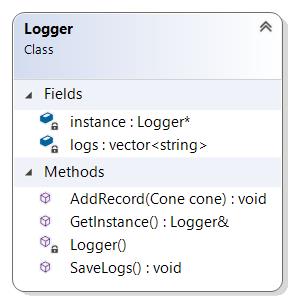 Logger
Class
Fields
instance : Logger*
logs : vector<string>
Methods
AddRecord(Cone cone) : void
GetInstance() : Logger&
Logger()
SaveLogs() : void